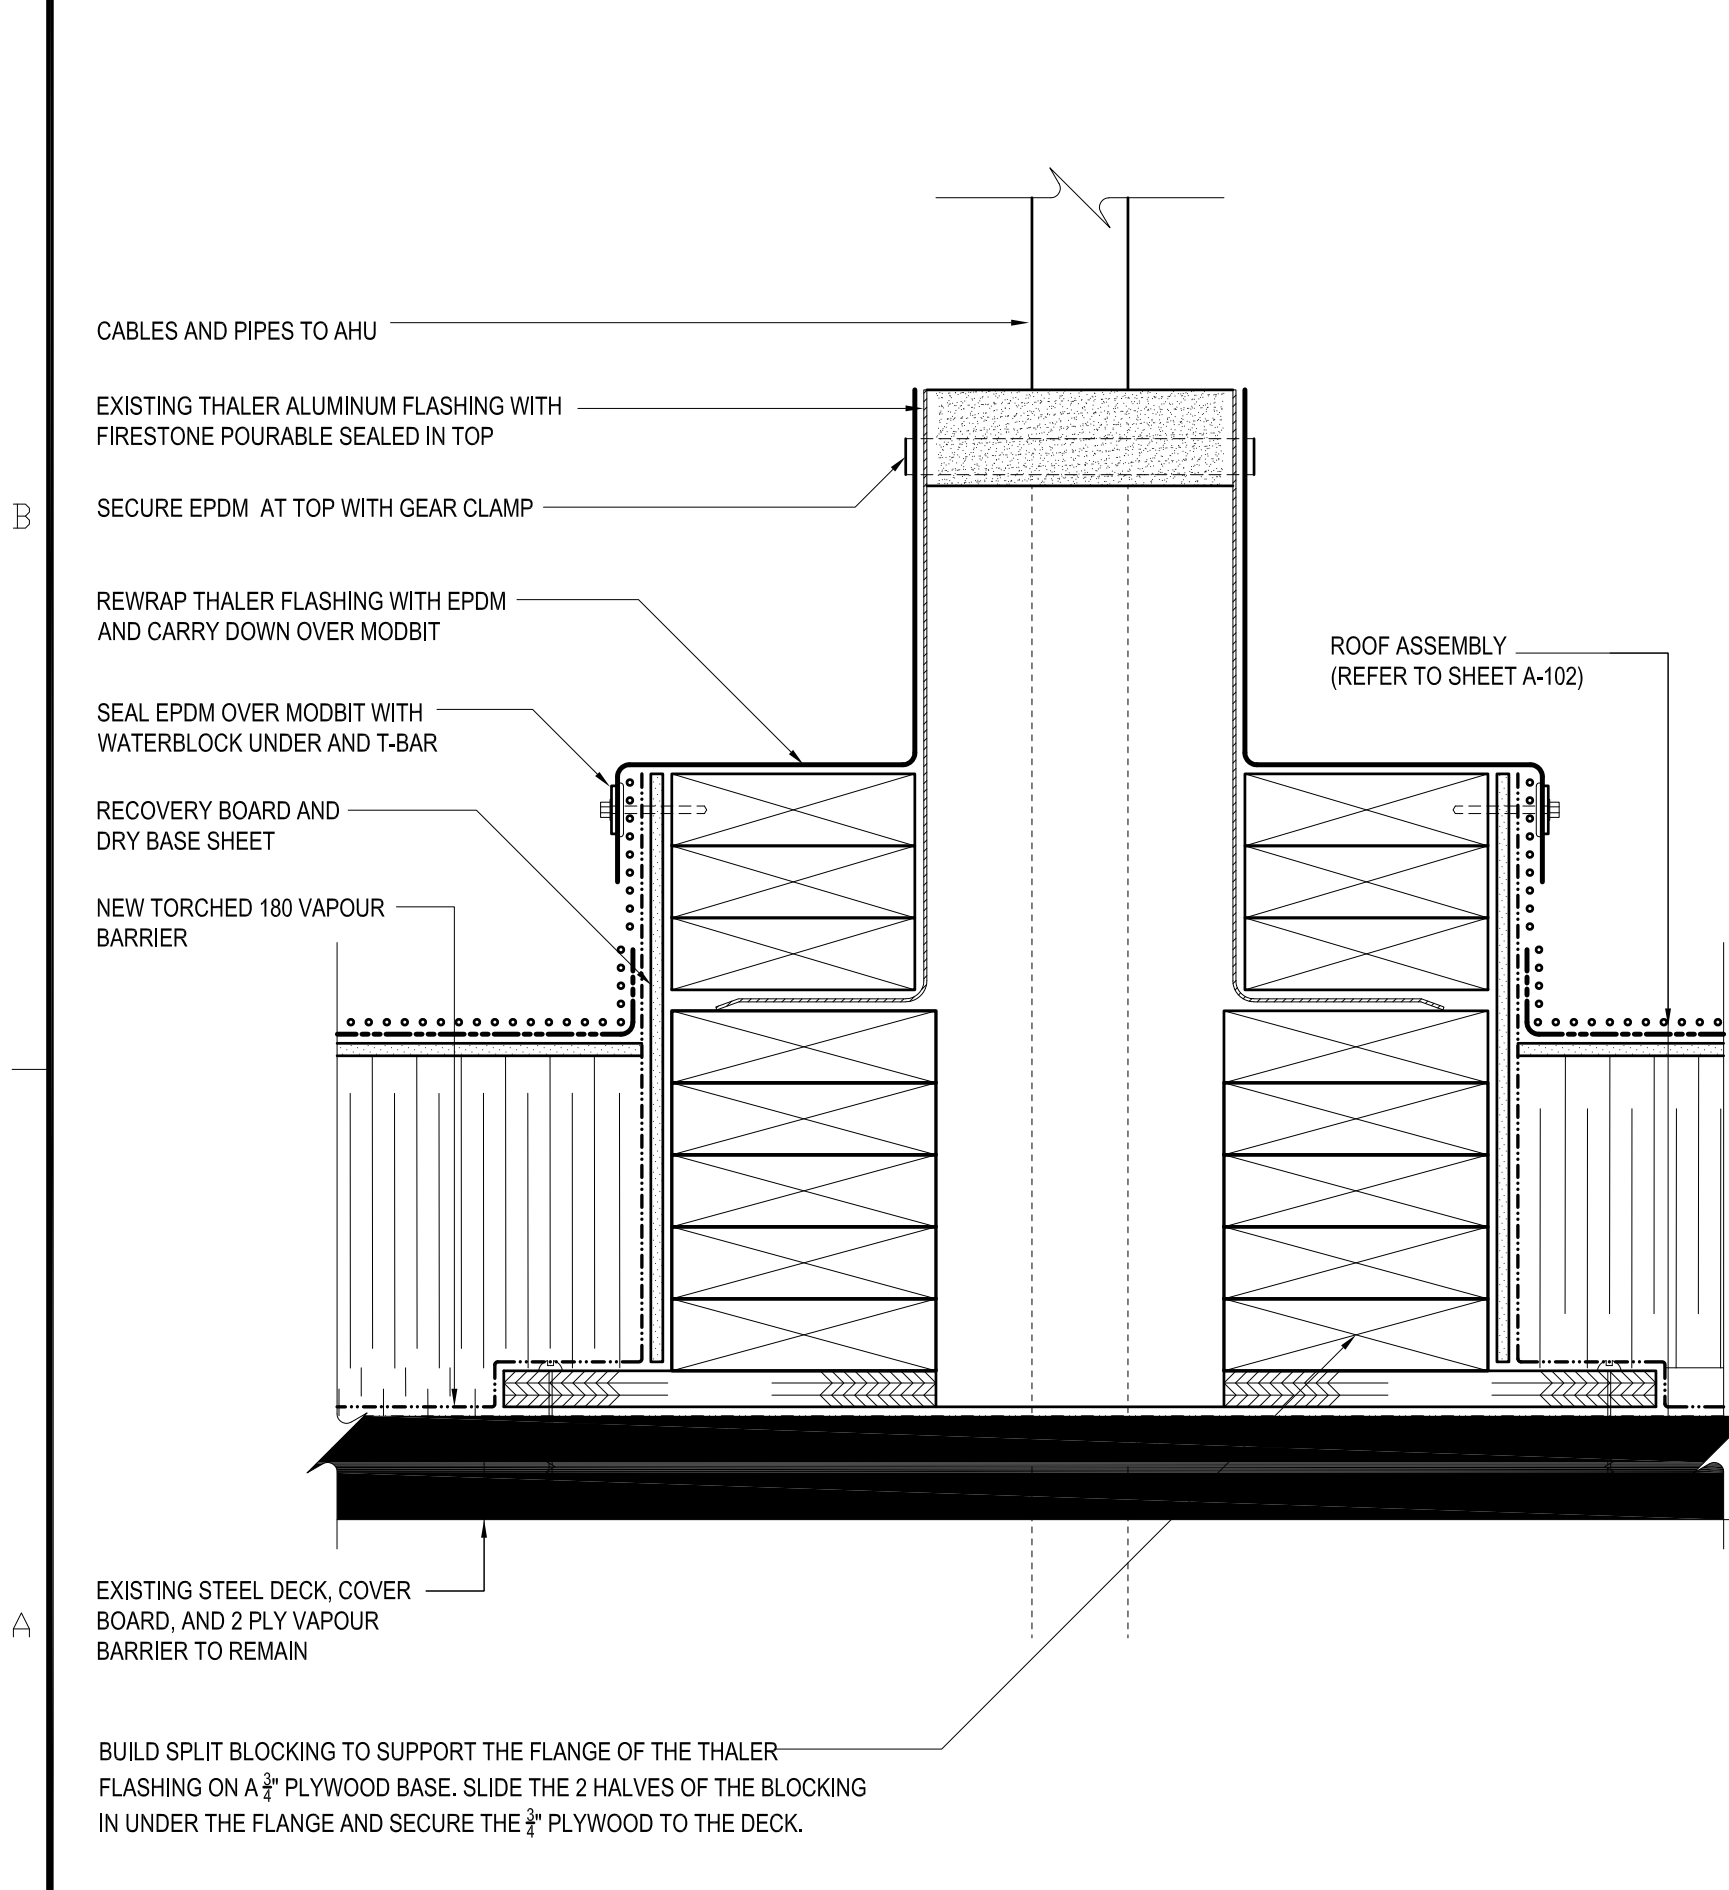 CABLES AND PIPES TO AHU
EXISTING THALER ALUMINUM FLASHING WITH
FIRESTONE POURABLE SEALED IN TOP
SECURE EPDM AT TOP WITH GEAR CLAMP
B
REWRAP THALER FLASHING WITH EPDM
AND CARRY DOWN OVER MODBIT
ROOF ASSEMBLY
(REFER TO SHEET A-102)
SEAL EPDM OVER MODBIT WITH
WATERBLOCK UNDER AND T-BAR
RECOVERY BOARD AND
DRY BASE SHEET
NEW TORCHED 180 VAPOUR
BARRIER
EXISTING STEEL DECK, COVER
BOARD, AND 2 PLY VAPOUR
BARRIER TO REMAIN
A
BUILD SPLIT BLOCKING TO SUPPORT THE FLANGE OF THE THALER
FLASHING ON A 3/4" PLYWOOD BASE. SLIDE THE 2 HALVES OF THE BLOCKING
IN UNDER THE FLANGE AND SECURE THE 3/4" PLYWOOD TO THE DECK.